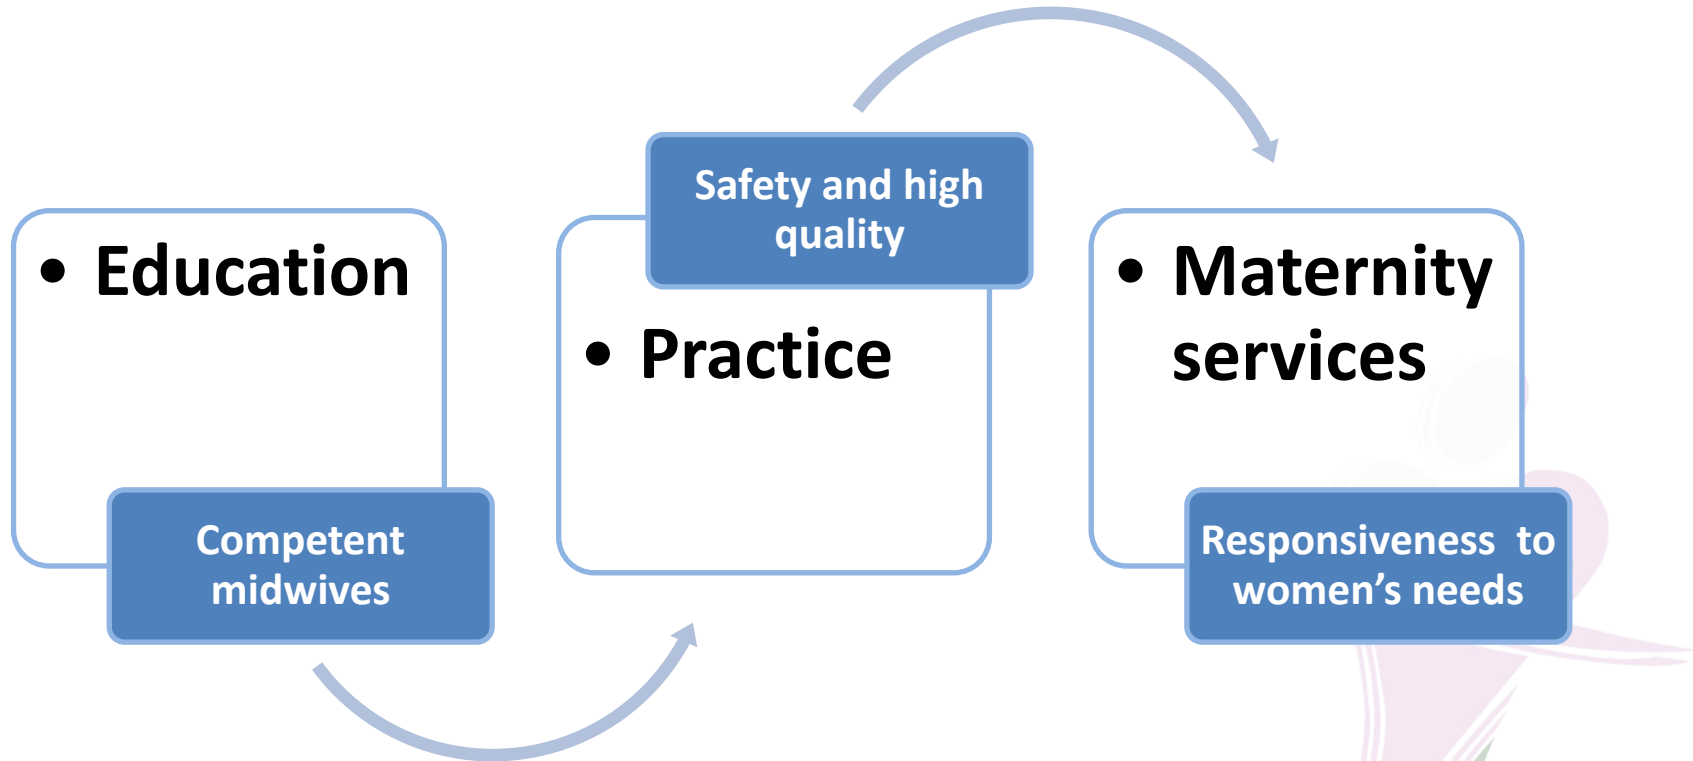 • Education
Competent
midwives
Safety and high
quality
• Practice
• Maternity
services
Responsiveness  to
women’s needs